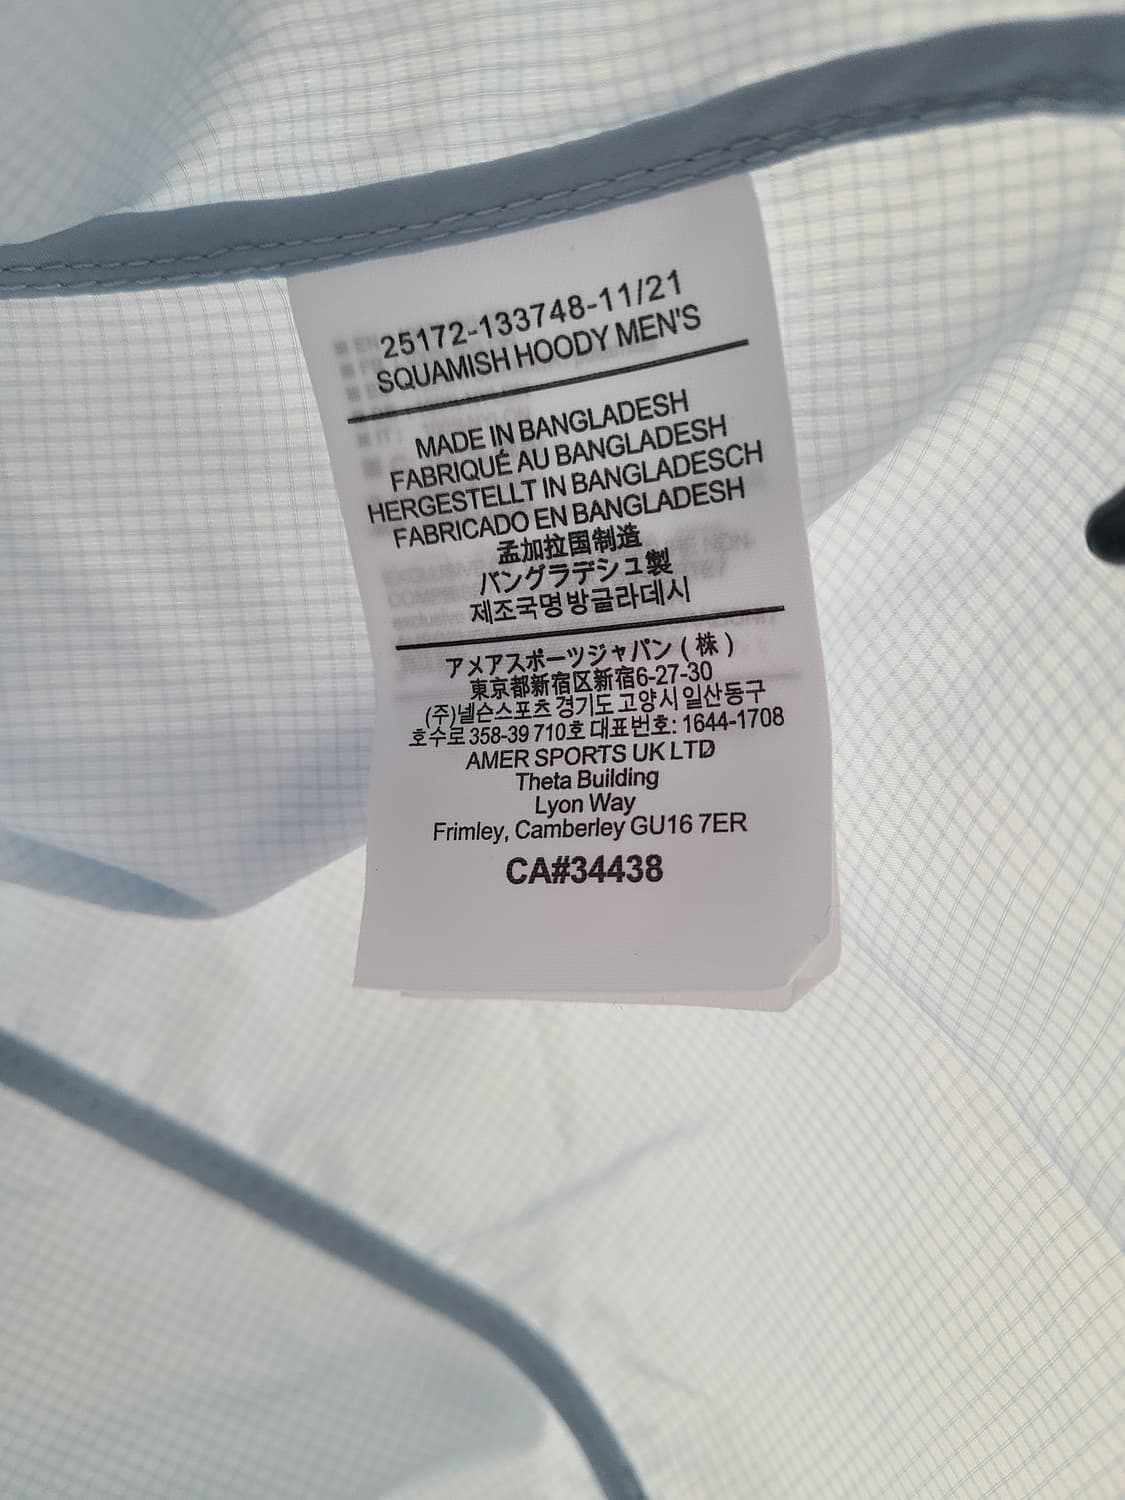 25172-133748-11/21
SQUAMISH HOODY MEN'S
MADE IN BANGLADESH
FABRIQUÉ AU BANGLADESH
HERGESTELLT IN BANGLADESCH
FABRICADO EN BANGLADESH
孟加拉国制造
バングラデシュ製
제조국명방글라데시
アメアスポーツジャパン(株)
東京都新宿区新宿6-27-30
(주)넬슨스포츠 경기도 고양시 일산동구
호수로 358-39 710호 대표번호: 1644-1708
AMER SPORTS UK LTD
Theta Building
Lyon Way
Frimley, Camberley GU16 7ER
CA#34438